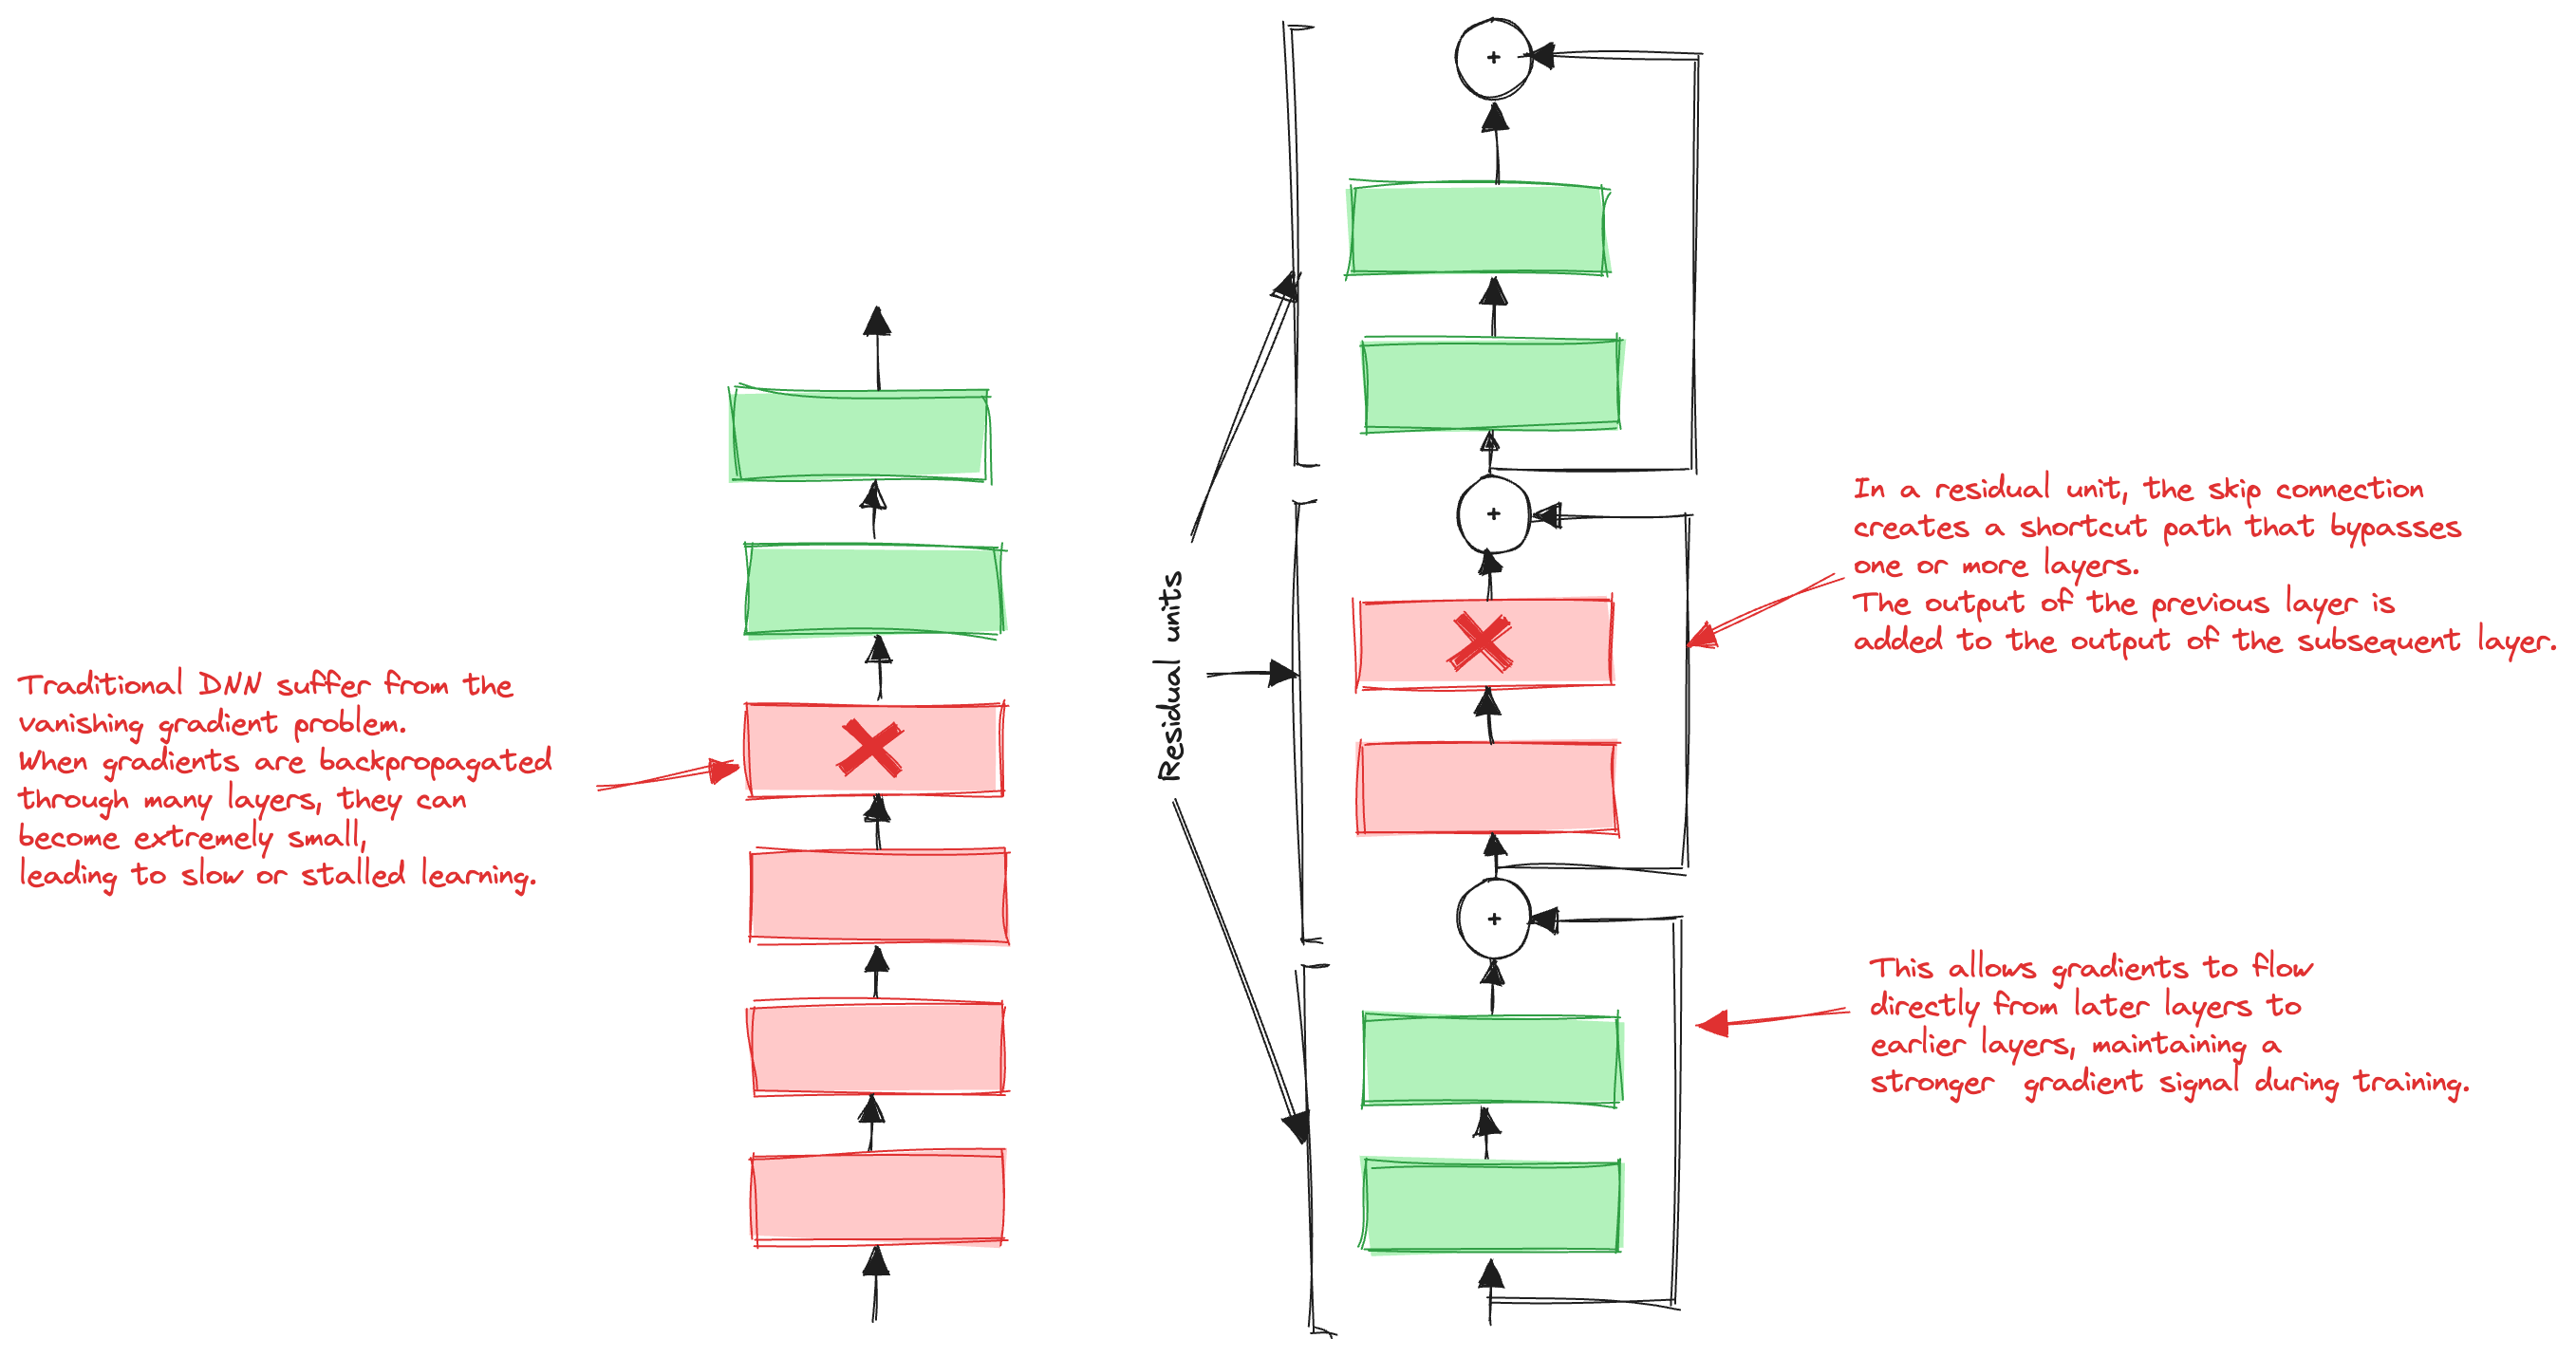 Traditional DNN suffer from the
vanishing gradient problem.
When gradients are backpropagated
through many layers, they can
become extremely small,
leading to slow or stalled learning.
Residual units
+
+
+
In a residual unit, the skip connection
creates a shortcut path that bypasses
one or more layers.
The output of the previous layer is
added to the output of the subsequent layer.
This allows gradients to flow
directly from later layers to
earlier layers, maintaining a
stronger gradient signal during training.